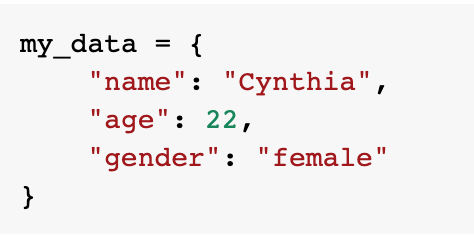 my_data = {
    "name": "Cynthia",
    "age": 22,
    "gender": "female"
}